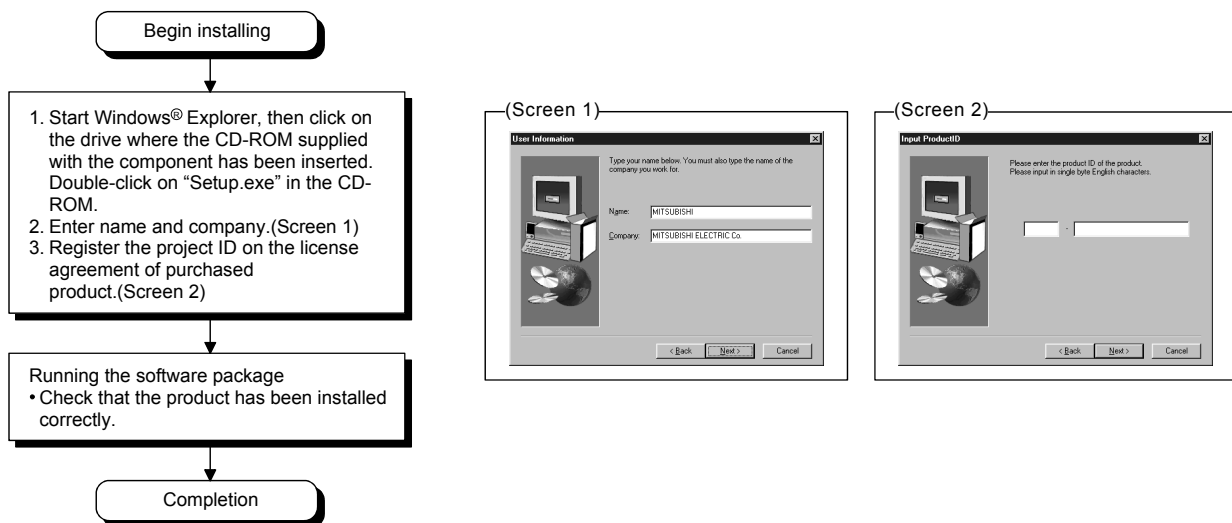 Begin installing
1. Start Windows® Explorer, then click on
the drive where the CD-ROM supplied
with the component has been inserted.
Double-click on “Setup.exe” in the CD-
ROM.
2. Enter name and company.(Screen 1)
3. Register the project ID on the license
agreement of purchased
product.(Screen 2)
Running the software package
• Check that the product has been installed
correctly.
Completion
(Screen 1)
User Information
Type your name below. You must also type the name of the
company you work for.
Name: MITSUBISHI
Company: MITSUBISHI ELECTRIC Co.
< Back Next > Cancel
(Screen 2)
Input ProductID
Please enter the product ID of the product.
Please input in single byte English characters.
-
< Back Next > Cancel